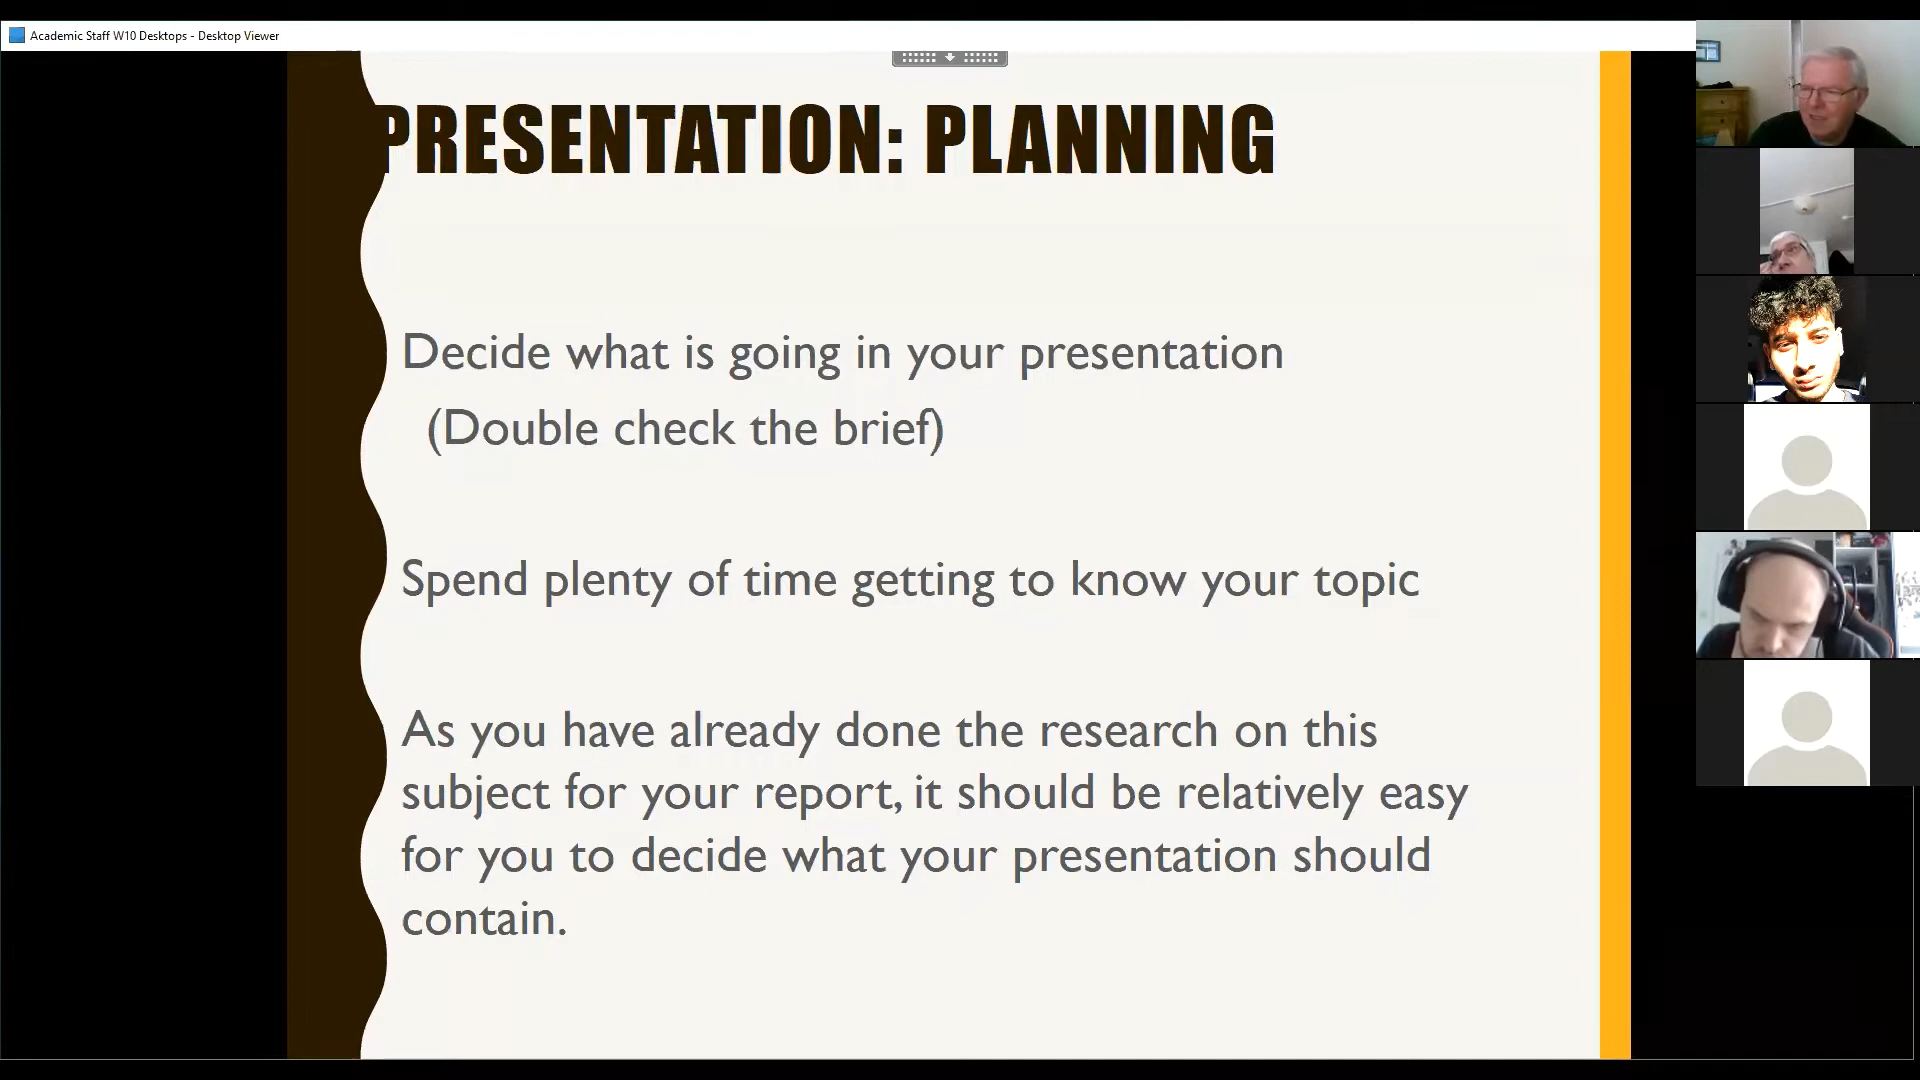 Academic Staff W10 Desktops - Desktop Viewer
PRESENTATION: PLANNING
Decide what is going in your presentation
(Double check the brief)
Spend plenty of time getting to know your topic
As you have already done the research on this
subject for your report, it should be relatively easy
for you to decide what your presentation should
contain.